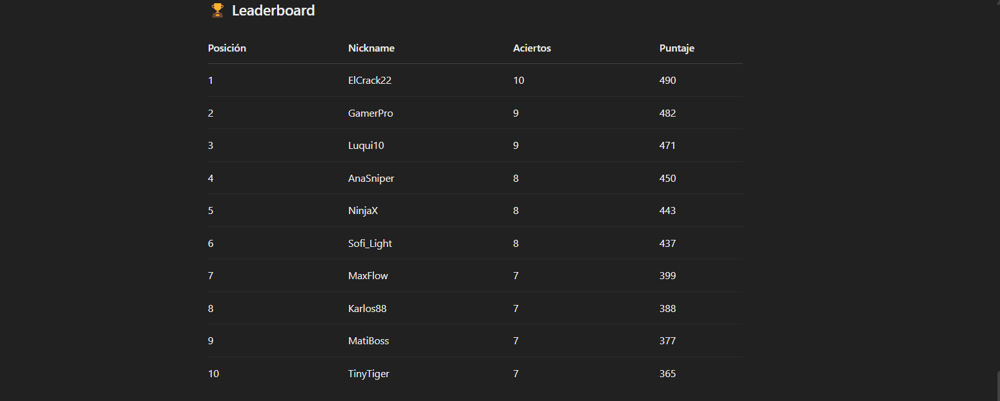 🏆 Leaderboard
Posición Nickname Aciertos Puntaje
1 ElCrack22 10 490
2 GamerPro 9 482
3 Luqui10 9 471
4 AnaSniper 8 450
5 NinjaX 8 443
6 Sofi_Light 8 437
7 MaxFlow 7 399
8 Karlos88 7 388
9 MatiBoss 7 377
10 TinyTiger 7 365